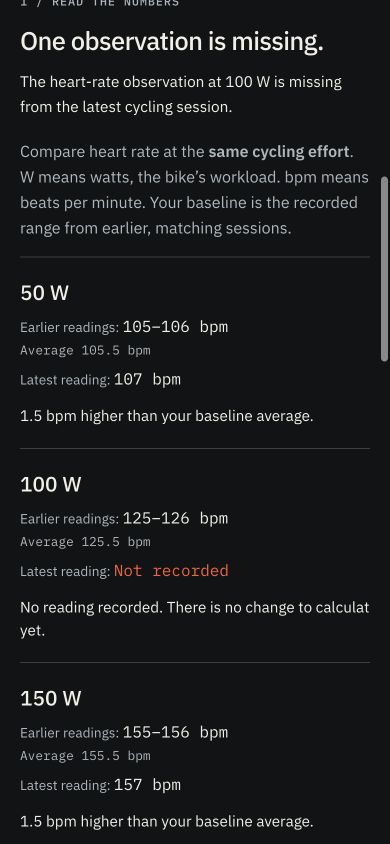 1 / READ THE NUMBERS
One observation is missing.
The heart-rate observation at 100 W is missing
from the latest cycling session.
Compare heart rate at the same cycling effort.
W means watts, the bike’s workload. bpm means
beats per minute. Your baseline is the recorded
range from earlier, matching sessions.
50 W
Earlier readings: 105–106 bpm
Average 105.5 bpm
Latest reading: 107 bpm
1.5 bpm higher than your baseline average.
100 W
Earlier readings: 125–126 bpm
Average 125.5 bpm
Latest reading: Not recorded
No reading recorded. There is no change to calculat
yet.
150 W
Earlier readings: 155–156 bpm
Average 155.5 bpm
Latest reading: 157 bpm
1.5 bpm higher than your baseline average.